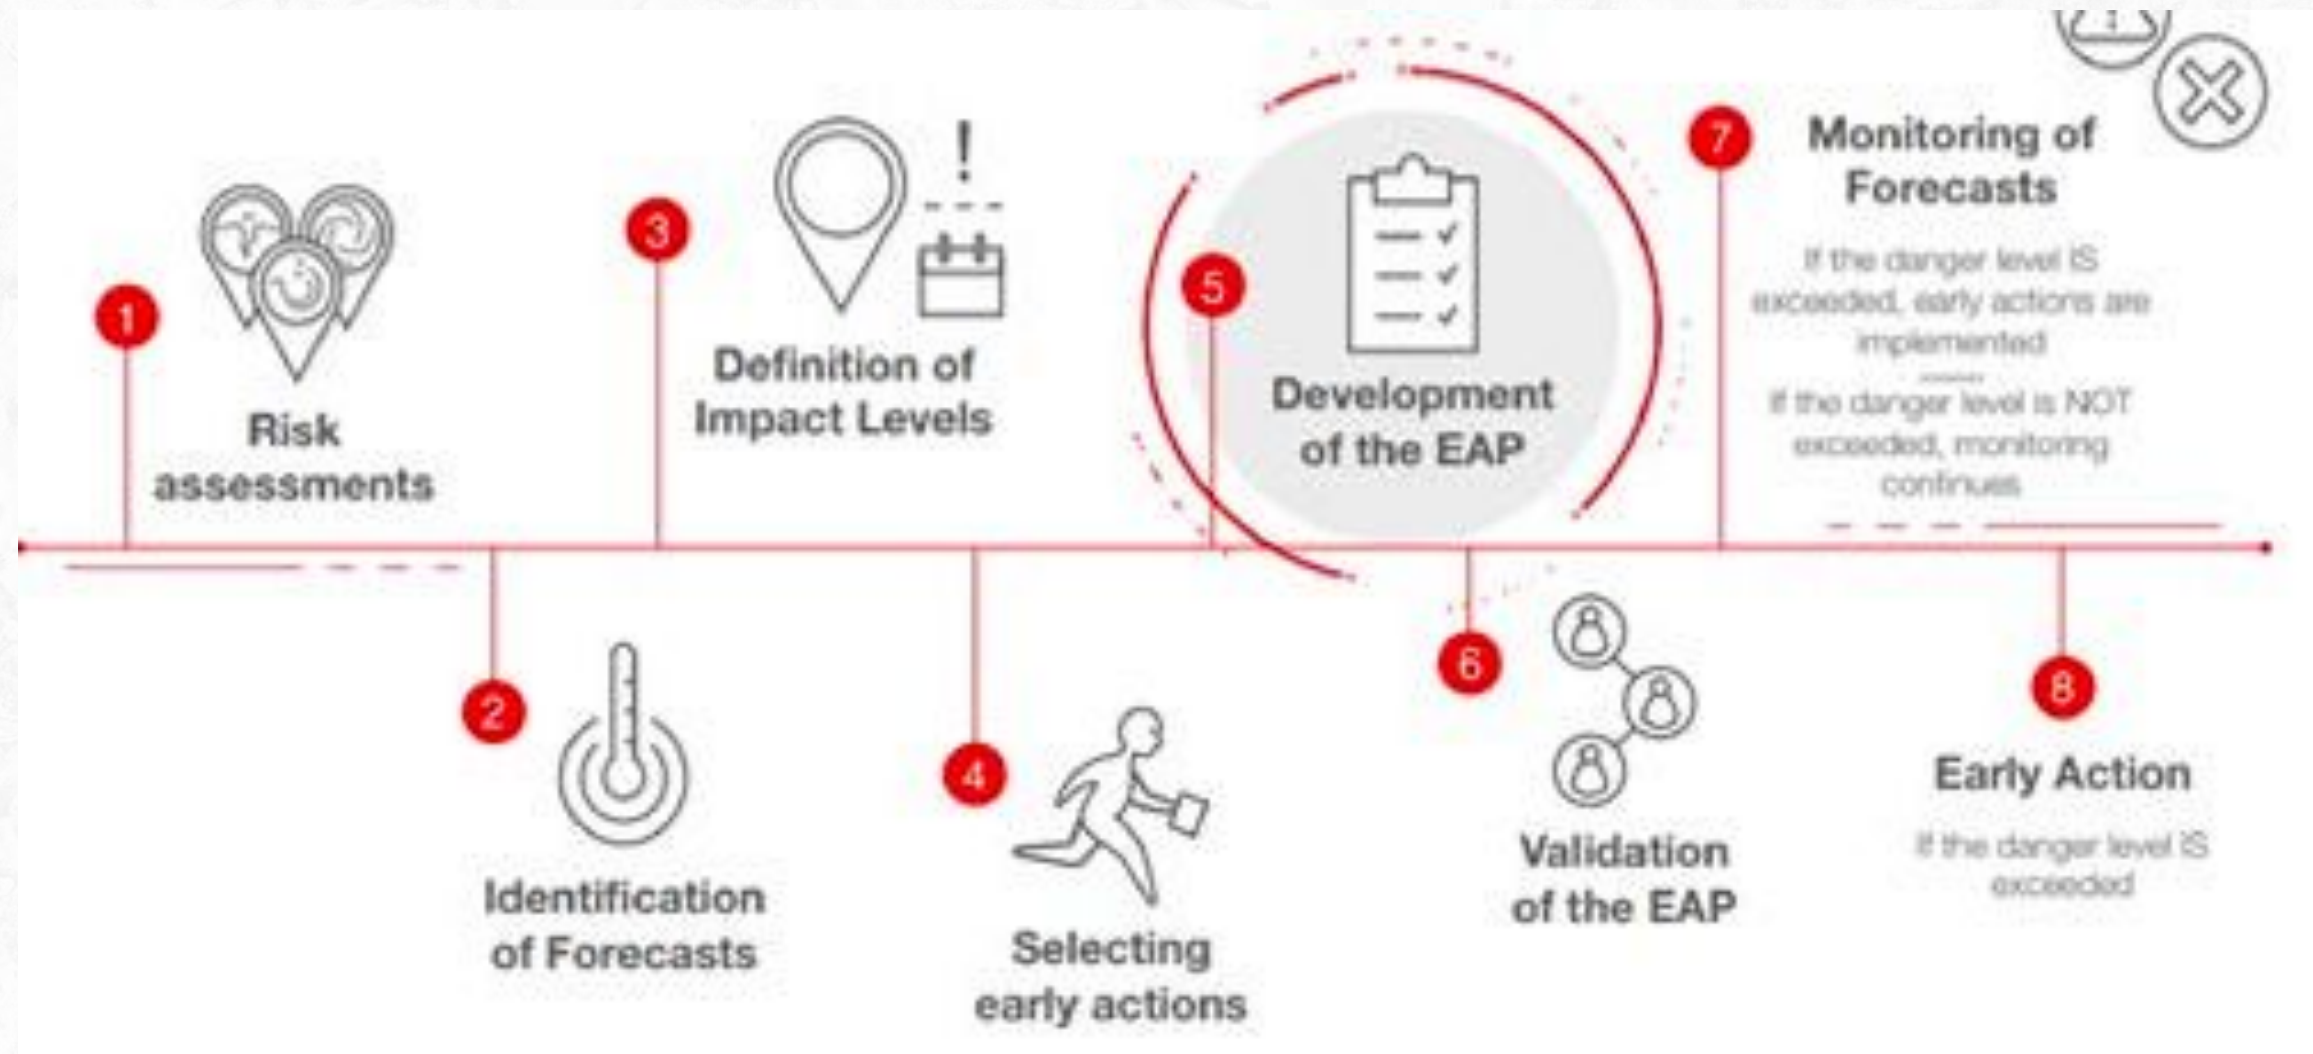 1
Risk
assessments
2
Identification
of Forecasts
3
!
Definition of
Impact Levels
4
Selecting
early actions
5
Development
of the EAP
6
Validation
of the EAP
7
Monitoring of
Forecasts
If the danger level IS
exceeded, early actions are
implemented
If the danger level is NOT
exceeded, monitoring
continues
8
Early Action
If the danger level IS
exceeded